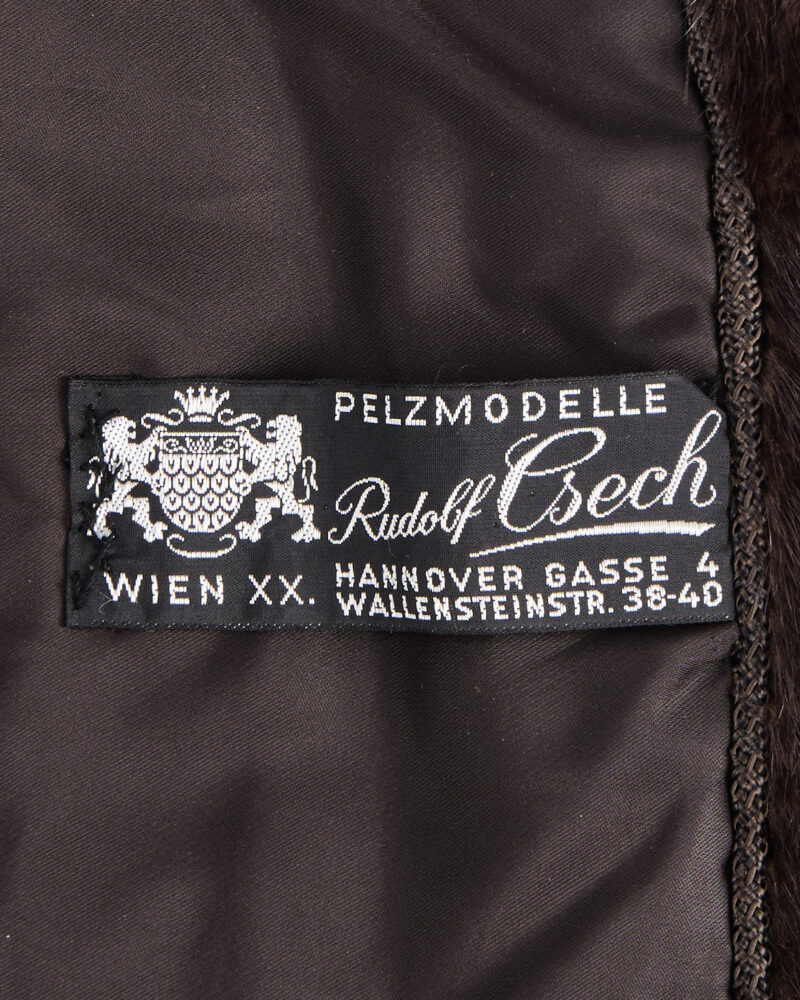 PELZMODELLE
Rudolf Csech
WIEN XX.
HANNOVER GASSE 4
WALLENSTEINSTR. 38-40